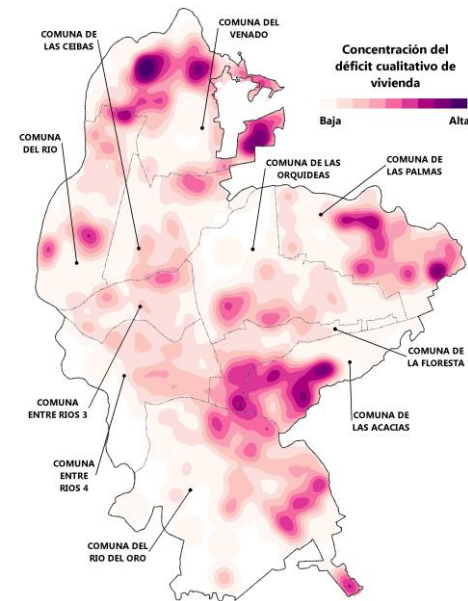 COMUNA
DE LAS
LAS CEIBAS
COMUNA DEL
VENADO
Concentración del
déficit cualitativo de
vivienda
Baja
Alta
COMUNA
DEL RIO
COMUNA DE LAS
ORQUIDEAS
COMUNA DE
LAS PALMAS
COMUNA DE
LA FLORESTA
COMUNA DE
LAS ACACIAS
COMUNA
ENTRE RIOS 3
COMUNA
ENTRE
RIOS 4
COMUNA DEL
RIO DEL ORO